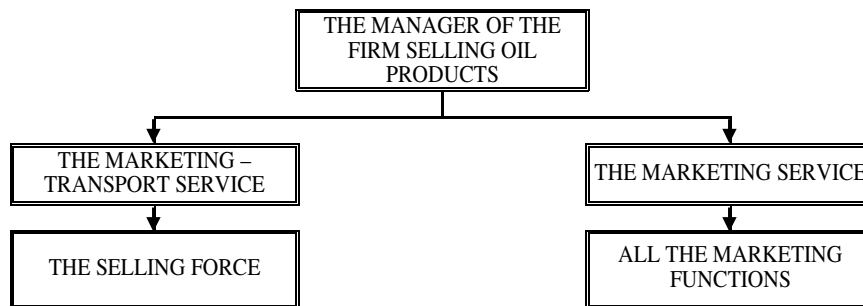 THE MANAGER OF THE
FIRM SELLING OIL
PRODUCTS
THE MARKETING –
TRANSPORT SERVICE
THE MARKETING SERVICE
THE SELLING FORCE
ALL THE MARKETING
FUNCTIONS